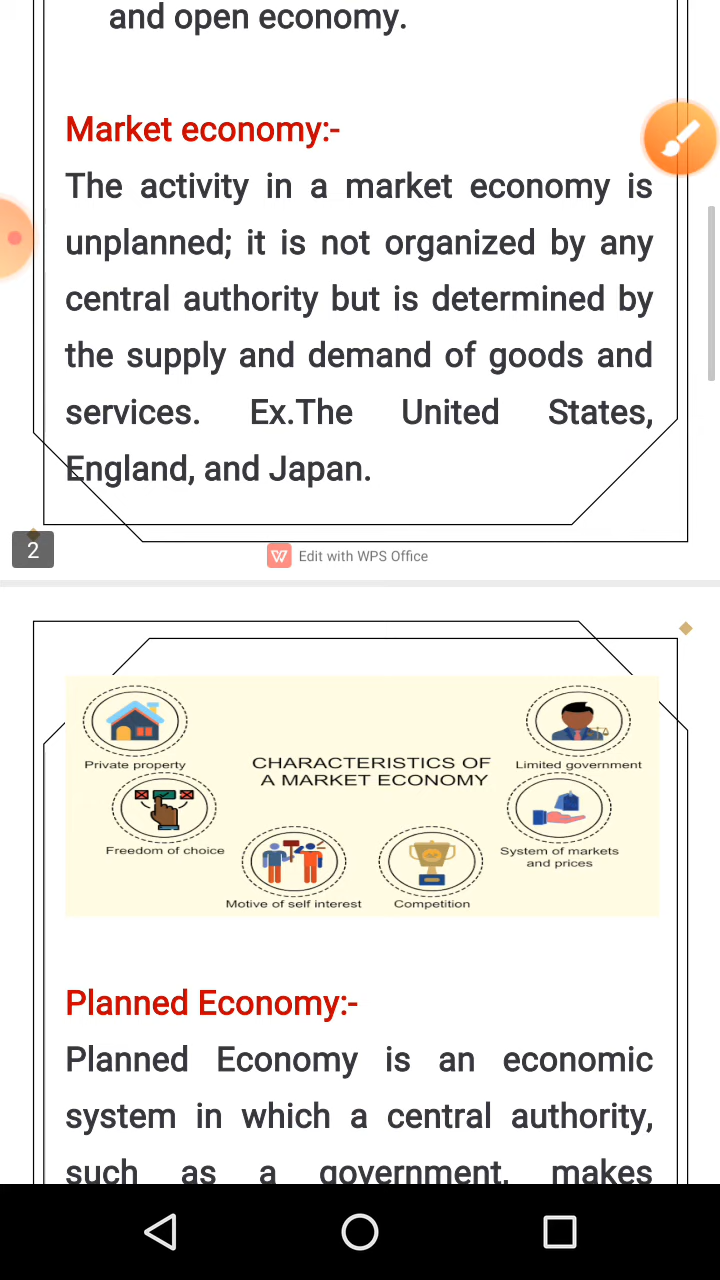 and open economy.
Market economy:-
The activity in a market economy is
unplanned; it is not organized by any
central authority but is determined by
the supply and demand of goods and
services. Ex.The United States,
England, and Japan.
2
Edit with WPS Office
Private property
CHARACTERISTICS OF
A MARKET ECONOMY
Limited government
Freedom of choice
System of markets
and prices
Motive of self interest
Competition
Planned Economy:-
Planned Economy is an economic
system in which a central authority,
such as a government, makes